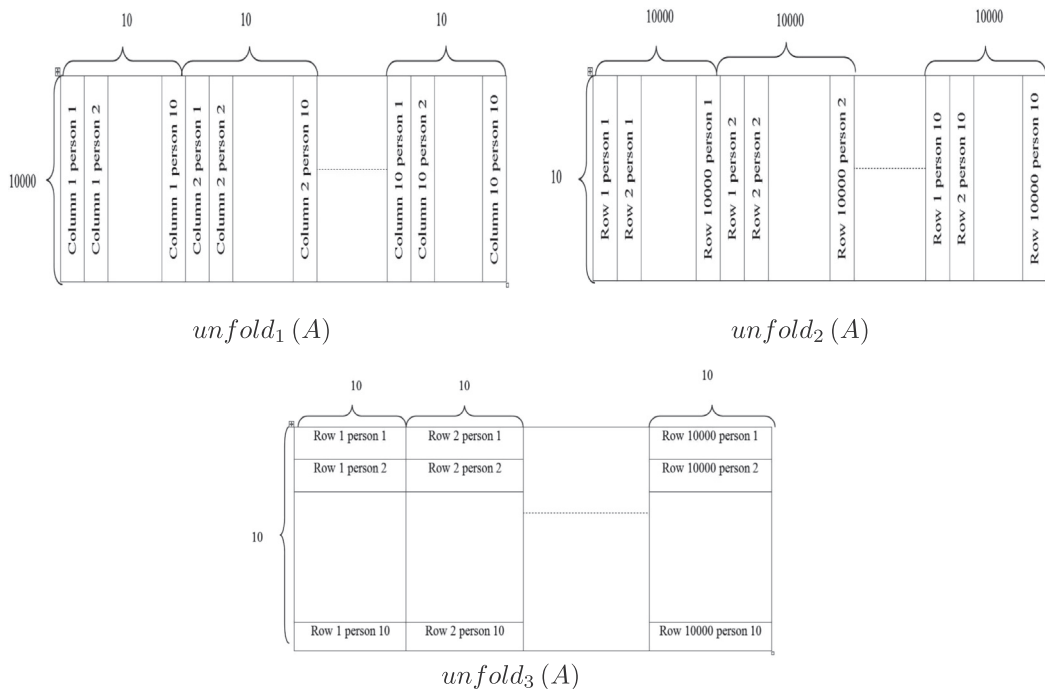 10 10 10
10000
Column 1 person 1
Column 1 person 2
Column 1 person 10
Column 2 person 1
Column 2 person 2
Column 2 person 10
Column 10 person 1
Column 10 person 2
Column 10 person 10
unfold₁ (A)
10000 10000 10000
10
Row 1 person 1
Row 2 person 1
Row 10000 person 1
Row 1 person 2
Row 2 person 2
Row 10000 person 2
Row 1 person 10
Row 2 person 10
Row 10000 person 10
unfold₂ (A)
10 10 10
10
Row 1 person 1 Row 2 person 1 Row 10000 person 1
Row 1 person 2 Row 2 person 2 Row 10000 person 2
Row 1 person 10 Row 2 person 10 Row 10000 person 10
unfold₃ (A)